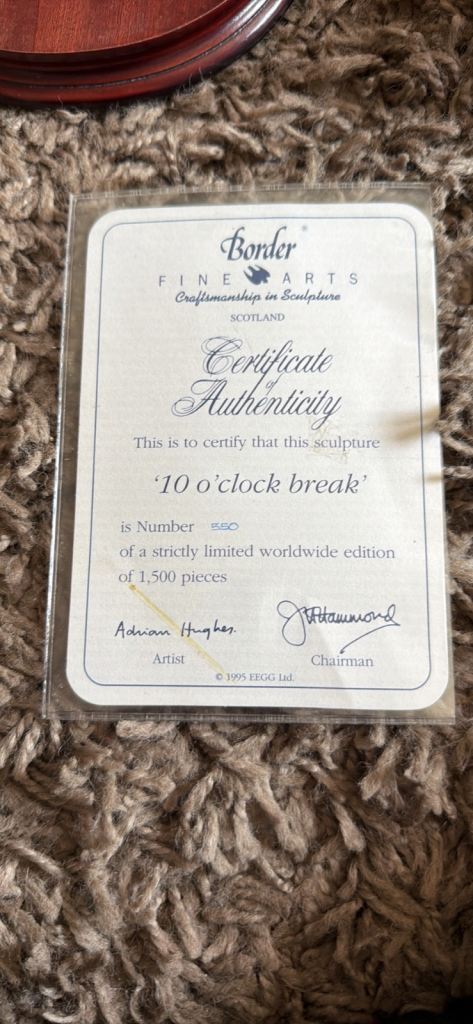 Border
FINE ARTS
Craftsmanship in Sculpture
SCOTLAND
Certificate
of
Authenticity
This is to certify that this sculpture
‘10 o’clock break’
is Number 550
of a strictly limited worldwide edition
of 1,500 pieces
Adrian Hughes. J Hammond
Artist Chairman
© 1995 EEGG Ltd.